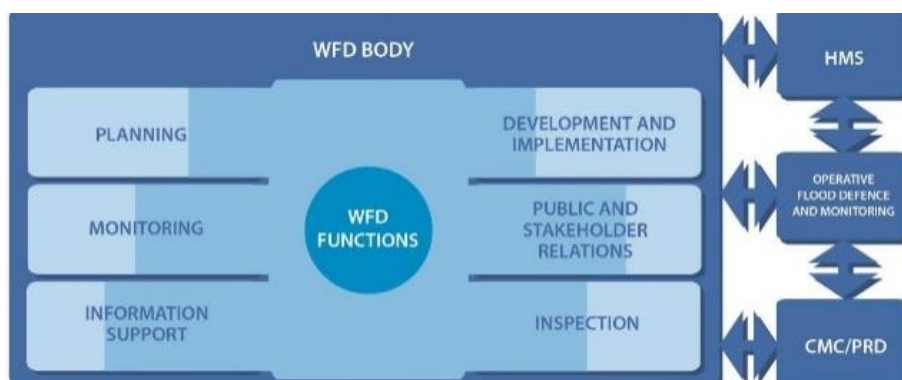 WFD BODY
PLANNING
MONITORING
INFORMATION
SUPPORT
WFD
FUNCTIONS
DEVELOPMENT AND
IMPLEMENTATION
PUBLIC AND
STAKEHOLDER
RELATIONS
INSPECTION
HMS
OPERATIVE
FLOOD DEFENCE
AND MONITORING
CMC/PRD